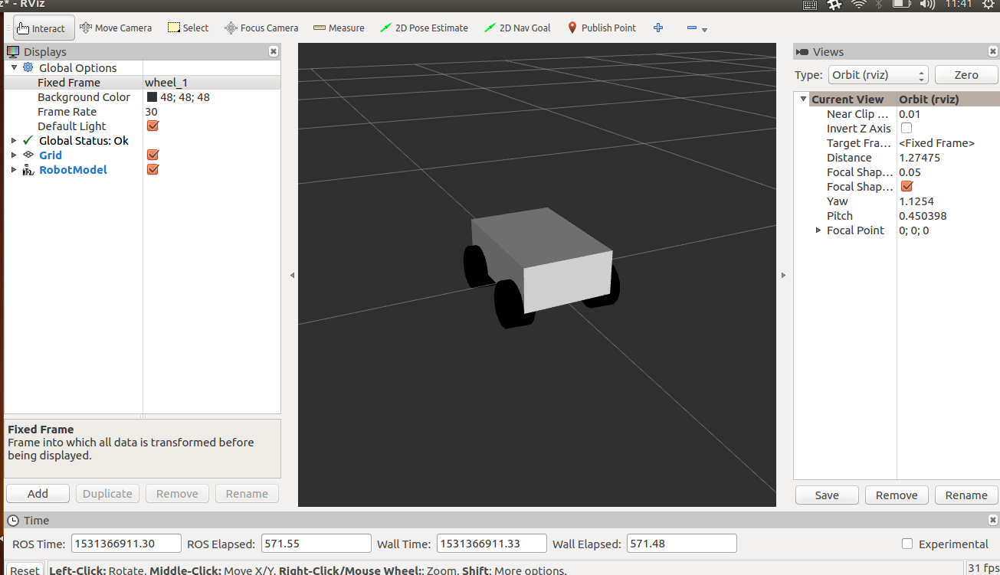 z* - RViz
11:41
Interact Move Camera Select Focus Camera Measure 2D Pose Estimate 2D Nav Goal Publish Point
Displays
Global Options
Fixed Frame wheel_1
Background Color 48; 48; 48
Frame Rate 30
Default Light
Global Status: Ok
Grid
RobotModel
Fixed Frame
Frame into which all data is transformed before
being displayed.
Add Duplicate Remove Rename
Views
Type: Orbit (rviz) Zero
Current View Orbit (rviz)
Near Clip ... 0.01
Invert Z Axis
Target Fra... <Fixed Frame>
Distance 1.27475
Focal Shap... 0.05
Focal Shap...
Yaw 1.1254
Pitch 0.450398
Focal Point 0; 0; 0
Save Remove Rename
Time
ROS Time: 1531366911.30 ROS Elapsed: 571.55 Wall Time: 1531366911.33 Wall Elapsed: 571.48 Experimental
Reset Left-Click: Rotate. Middle-Click: Move X/Y. Right-Click/Mouse Wheel:: Zoom. Shift: More options. 31 fps